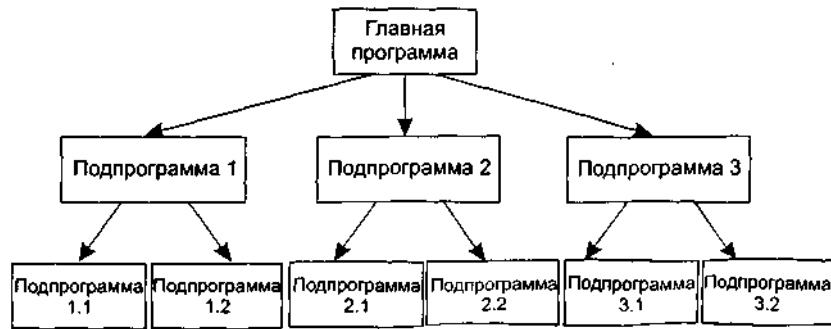 Главная
программа
Подпрограмма 1
Подпрограмма 2
Подпрограмма 3
Подпрограмма
1.1
Подпрограмма
1.2
Подпрограмма
2.1
Подпрограмма
2.2
Подпрограмма
3.1
Подпрограмма
3.2